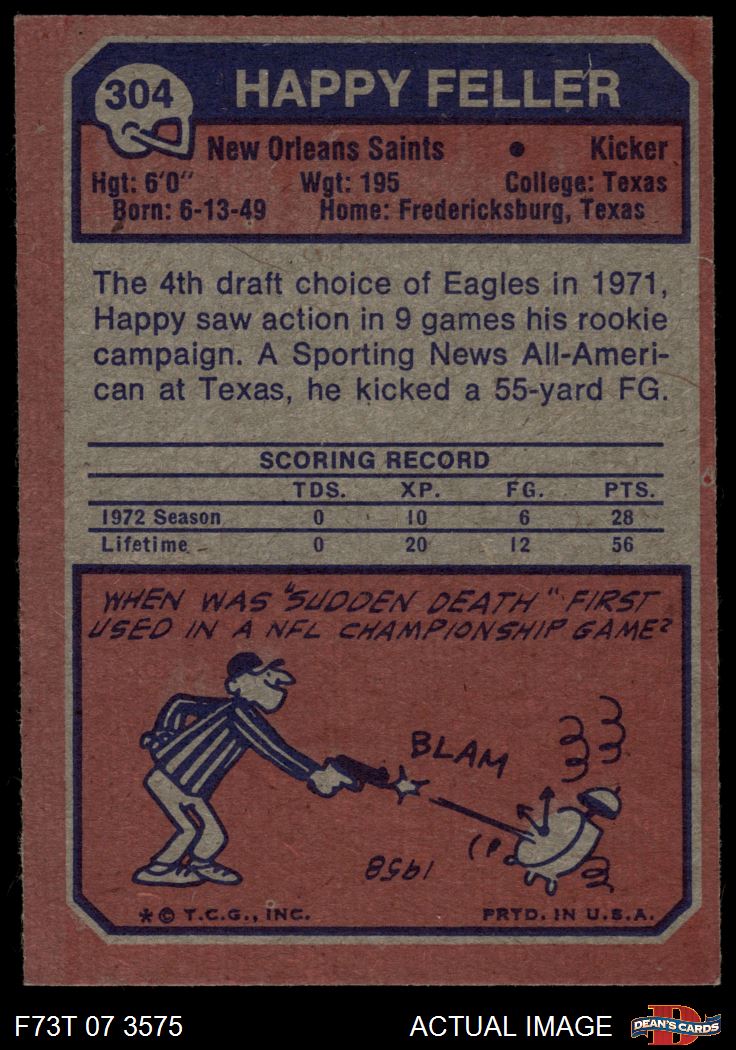 304
HAPPY FELLER
New Orleans Saints • Kicker
Hgt: 6'0" Wgt: 195 College: Texas
Born: 6-13-49 Home: Fredericksburg, Texas
The 4th draft choice of Eagles in 1971,
Happy saw action in 9 games his rookie
campaign. A Sporting News All-Ameri-
can at Texas, he kicked a 55-yard FG.
SCORING RECORD
TDS. XP. FG. PTS.
1972 Season 0 10 6 28
Lifetime 0 20 12 56
WHEN WAS "SUDDEN DEATH" FIRST
USED IN A NFL CHAMPIONSHIP GAME?
BLAM
1958
* © T.C.G., INC. PRTD. IN U.S.A.
F73T 07 3575 ACTUAL IMAGE DEAN'S CARDS